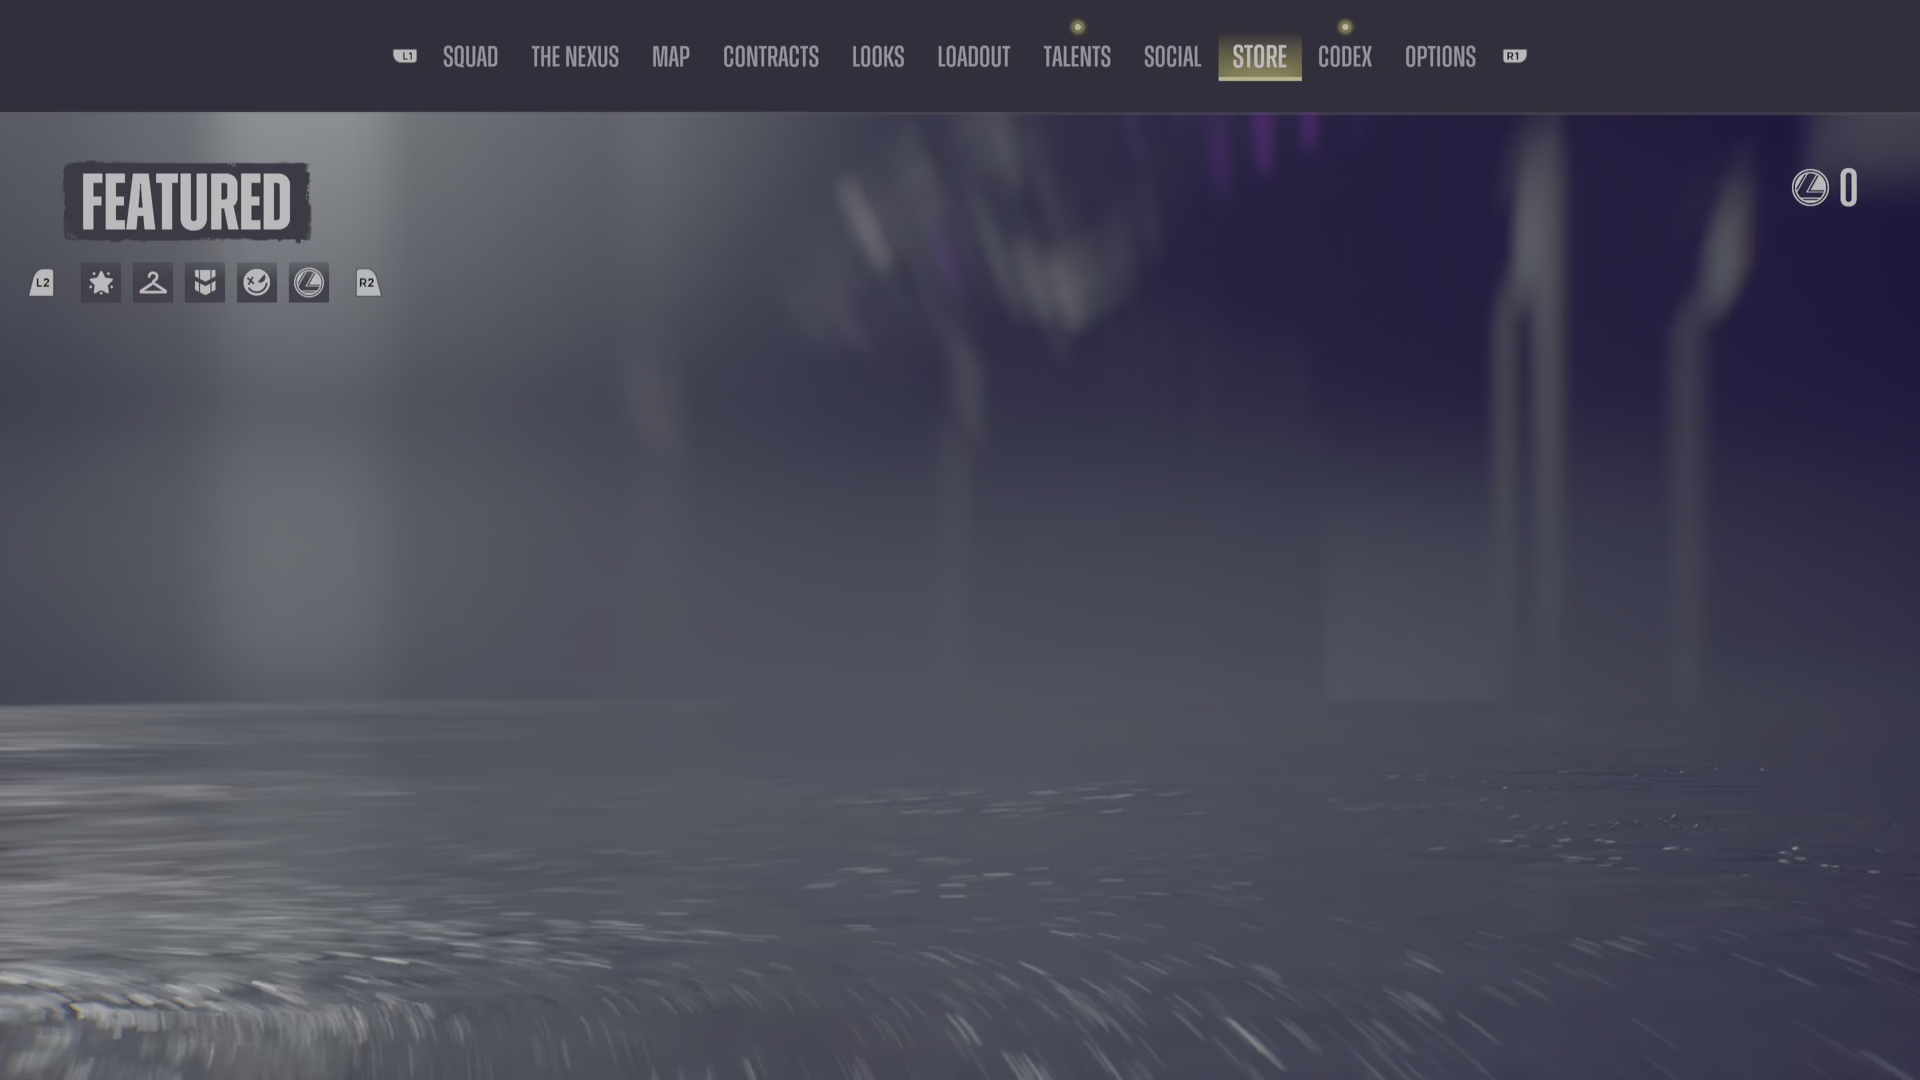 L1 SQUAD THE NEXUS MAP CONTRACTS LOOKS LOADOUT TALENTS SOCIAL STORE CODEX OPTIONS R1
FEATURED
0
L2 R2